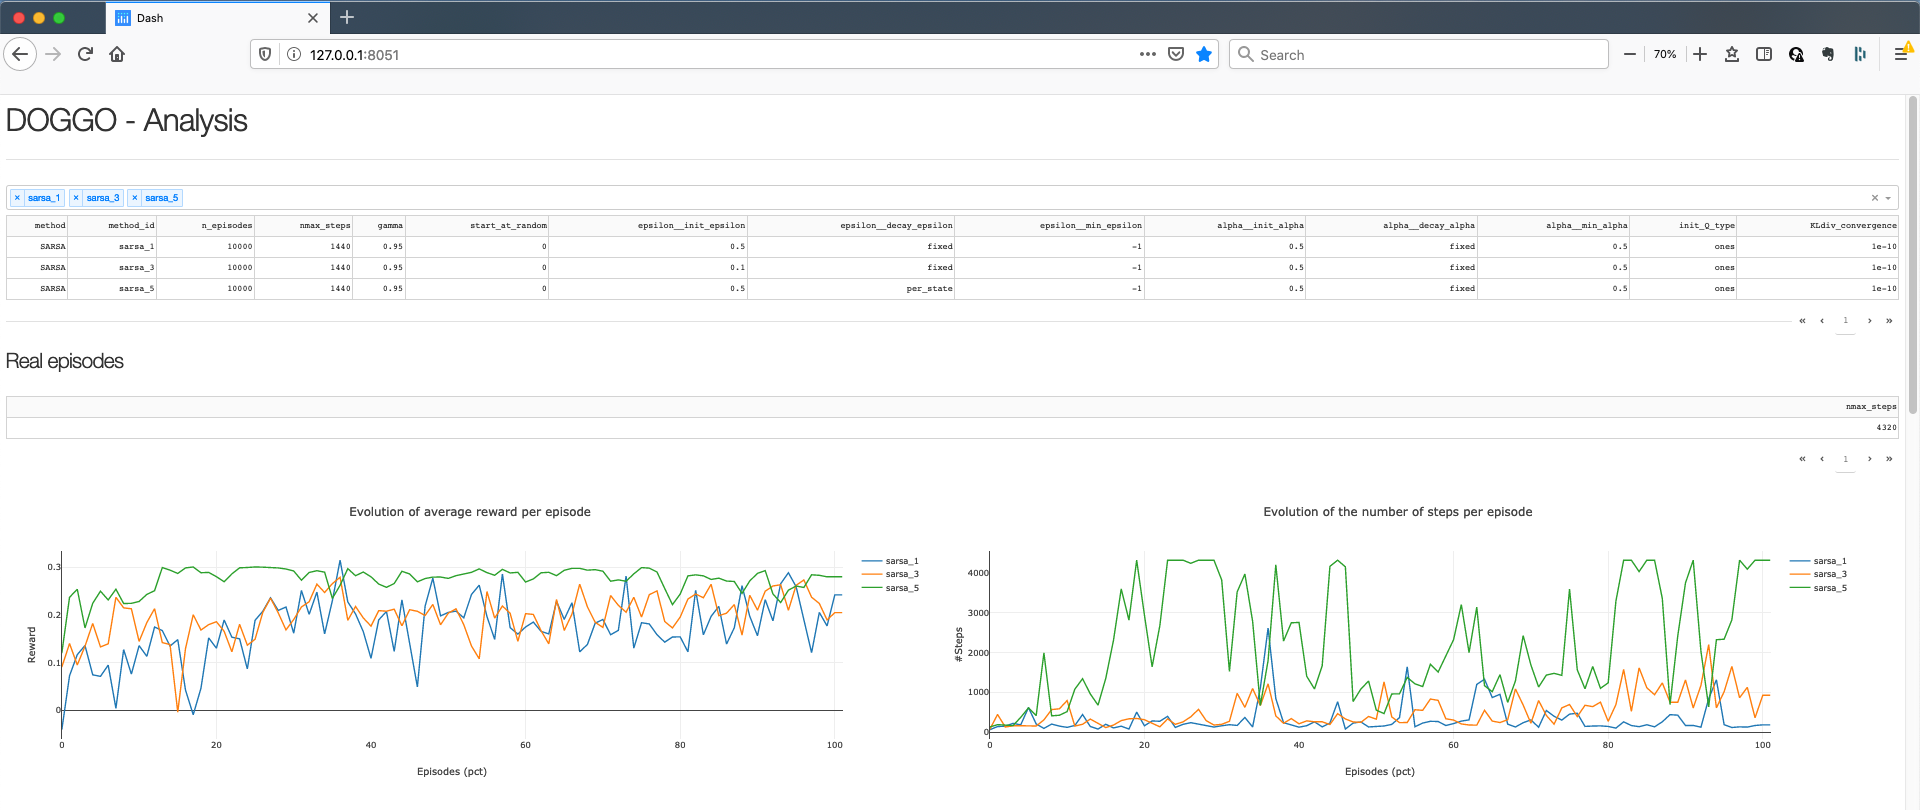 Dash
127.0.0.1:8051
Search
70%
DOGGO - Analysis
× sarsa_1 × sarsa_3 × sarsa_5
method method_id n_episodes nmax_steps gamma start_at_random epsilon__init_epsilon epsilon__decay_epsilon epsilon__min_epsilon alpha__init_alpha alpha__decay_alpha alpha__min_alpha init_Q_type KLdiv_convergence
SARSA sarsa_1 10000 1440 0.95 0 0.5 fixed -1 0.5 fixed 0.5 ones 1e-10
SARSA sarsa_3 10000 1440 0.95 0 0.1 fixed -1 0.5 fixed 0.5 ones 1e-10
SARSA sarsa_5 10000 1440 0.95 0 0.5 per_state -1 0.5 fixed 0.5 ones 1e-10
« ‹ 1 › »
Real episodes
nmax_steps
4320
« ‹ 1 › »
Evolution of average reward per episode
0.3
0.2
0.1
0
Reward
0 20 40 60 80 100
Episodes (pct)
sarsa_1
sarsa_3
sarsa_5
Evolution of the number of steps per episode
4000
3000
2000
1000
0
#Steps
0 20 40 60 80 100
Episodes (pct)
sarsa_1
sarsa_3
sarsa_5